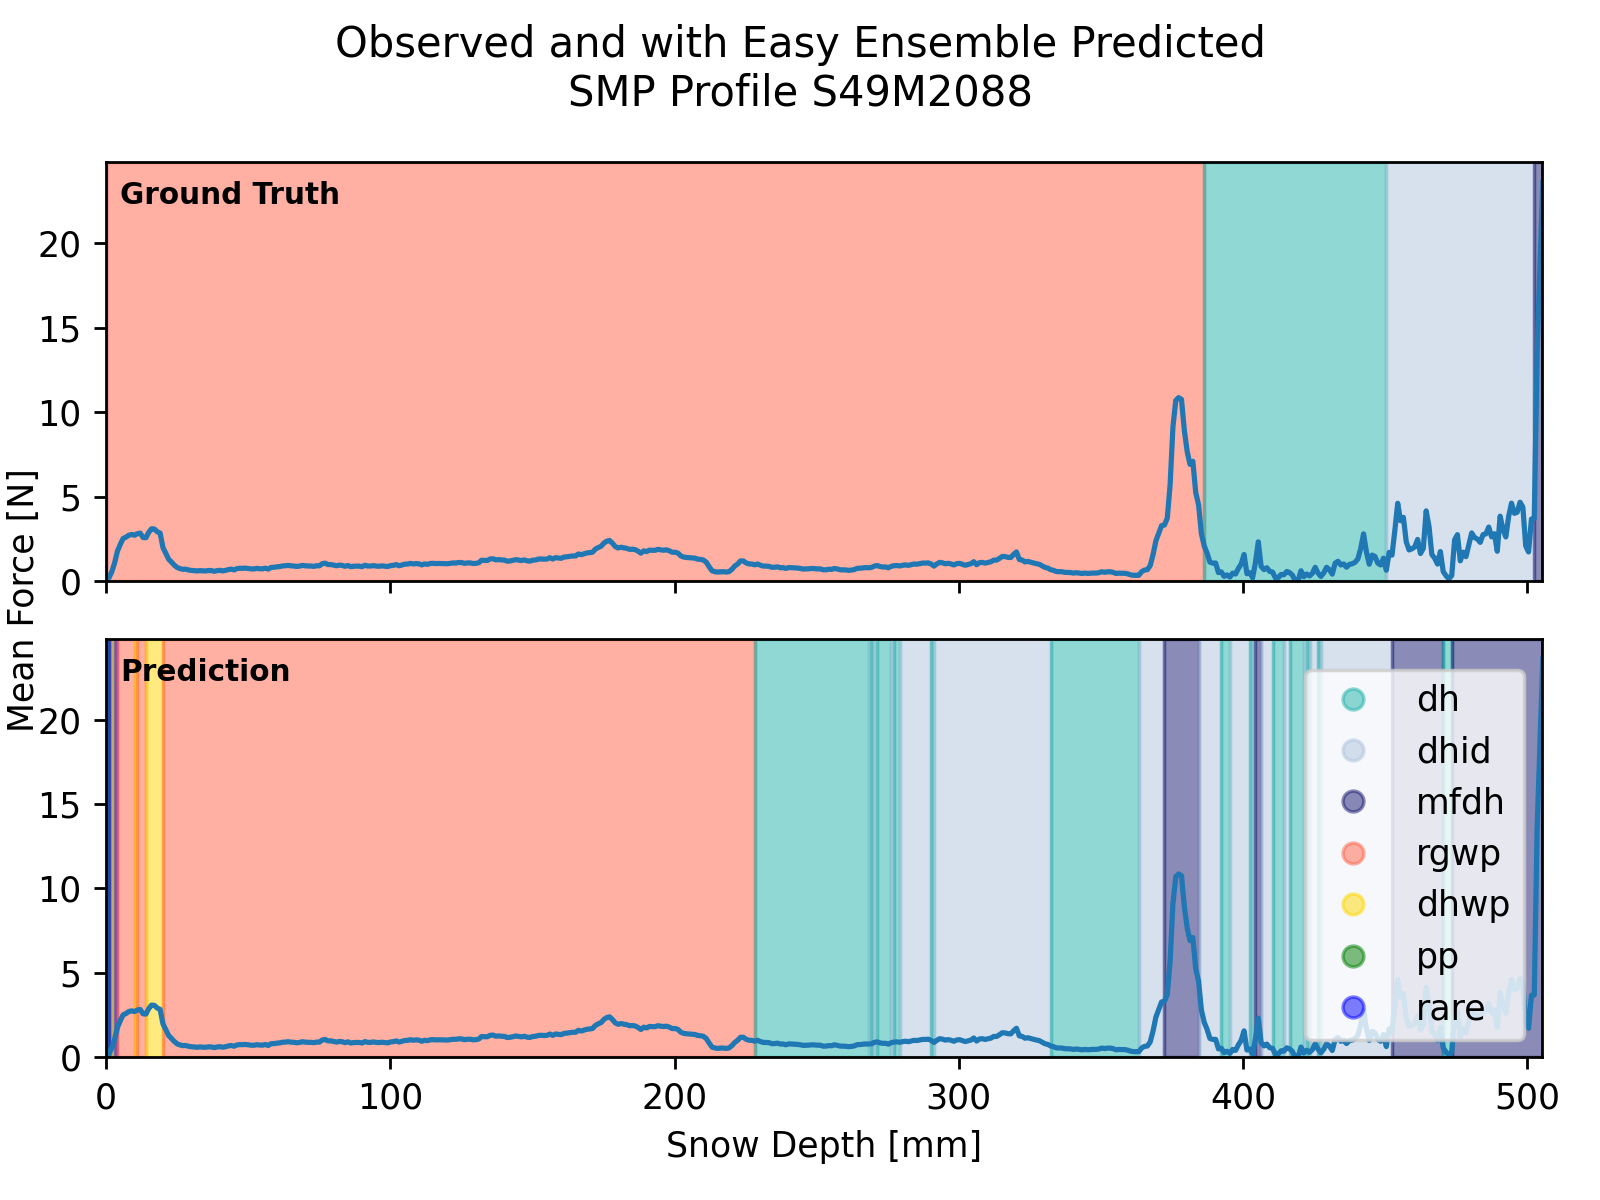 Observed and with Easy Ensemble Predicted
SMP Profile S49M2088
Mean Force [N]
Ground Truth
20
15
10
5
0
Prediction
20
15
10
5
0
dh
dhid
mfdh
rgwp
dhwp
pp
rare
0 100 200 300 400 500
Snow Depth [mm]